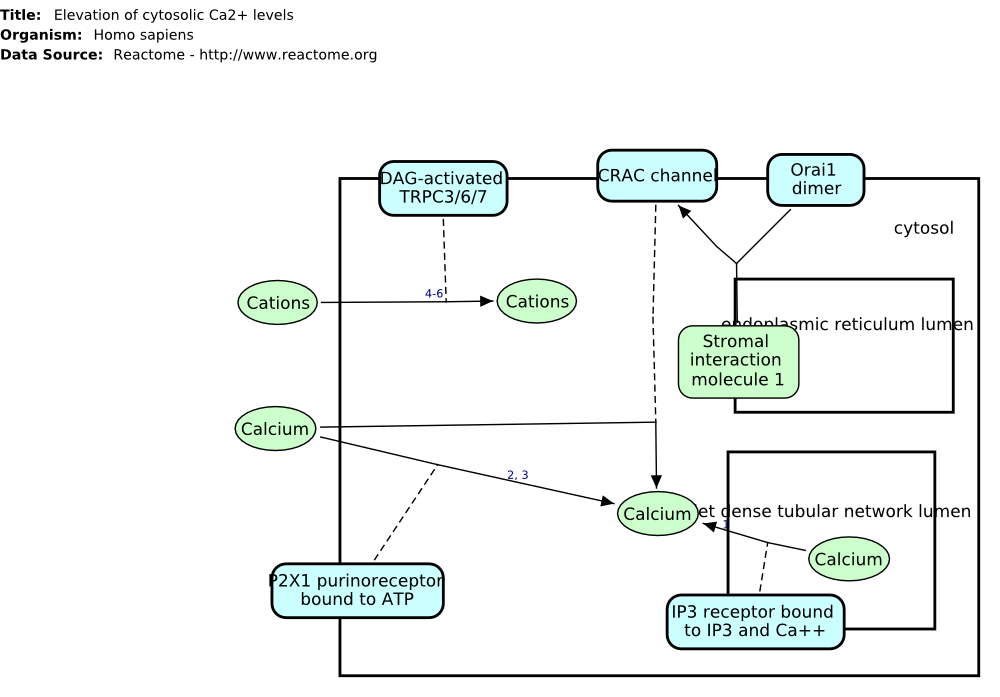 Title: Elevation of cytosolic Ca2+ levels
Organism: Homo sapiens
Data Source: Reactome - http://www.reactome.org
DAG-activated
TRPC3/6/7
CRAC channel
Orai1
dimer
cytosol
Cations
4-6
Cations
endoplasmic reticulum lumen
Stromal
interaction
molecule 1
Calcium
2, 3
Calcium
dense tubular network lumen
1
Calcium
P2X1 purinoreceptor
bound to ATP
IP3 receptor bound
to IP3 and Ca++